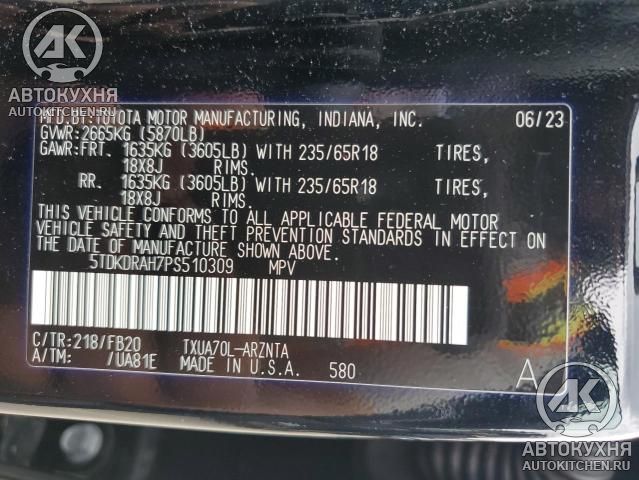 АВТОКУХНЯ
AUTOKITCHEN.RU
MFD.BY:TOYOTA MOTOR MANUFACTURING, INDIANA, INC. 06/23
GVWR:2665KG (5870LB)
GAWR:FRT. 1635KG (3605LB) WITH 235/65R18 TIRES,
18X8J RIMS.
RR. 1635KG (3605LB) WITH 235/65R18 TIRES,
18X8J RIMS.
THIS VEHICLE CONFORMS TO ALL APPLICABLE FEDERAL MOTOR
VEHICLE SAFETY AND THEFT PREVENTION STANDARDS IN EFFECT ON
THE DATE OF MANUFACTURE SHOWN ABOVE.
5TDKDRAH7PS510309 MPV
C/TR:218/FB20 TXUA70L-ARZNTA
A/TM: /UA81E MADE IN U.S.A. 580 A
АК
АВТОКУХНЯ
AUTOKITCHEN.RU